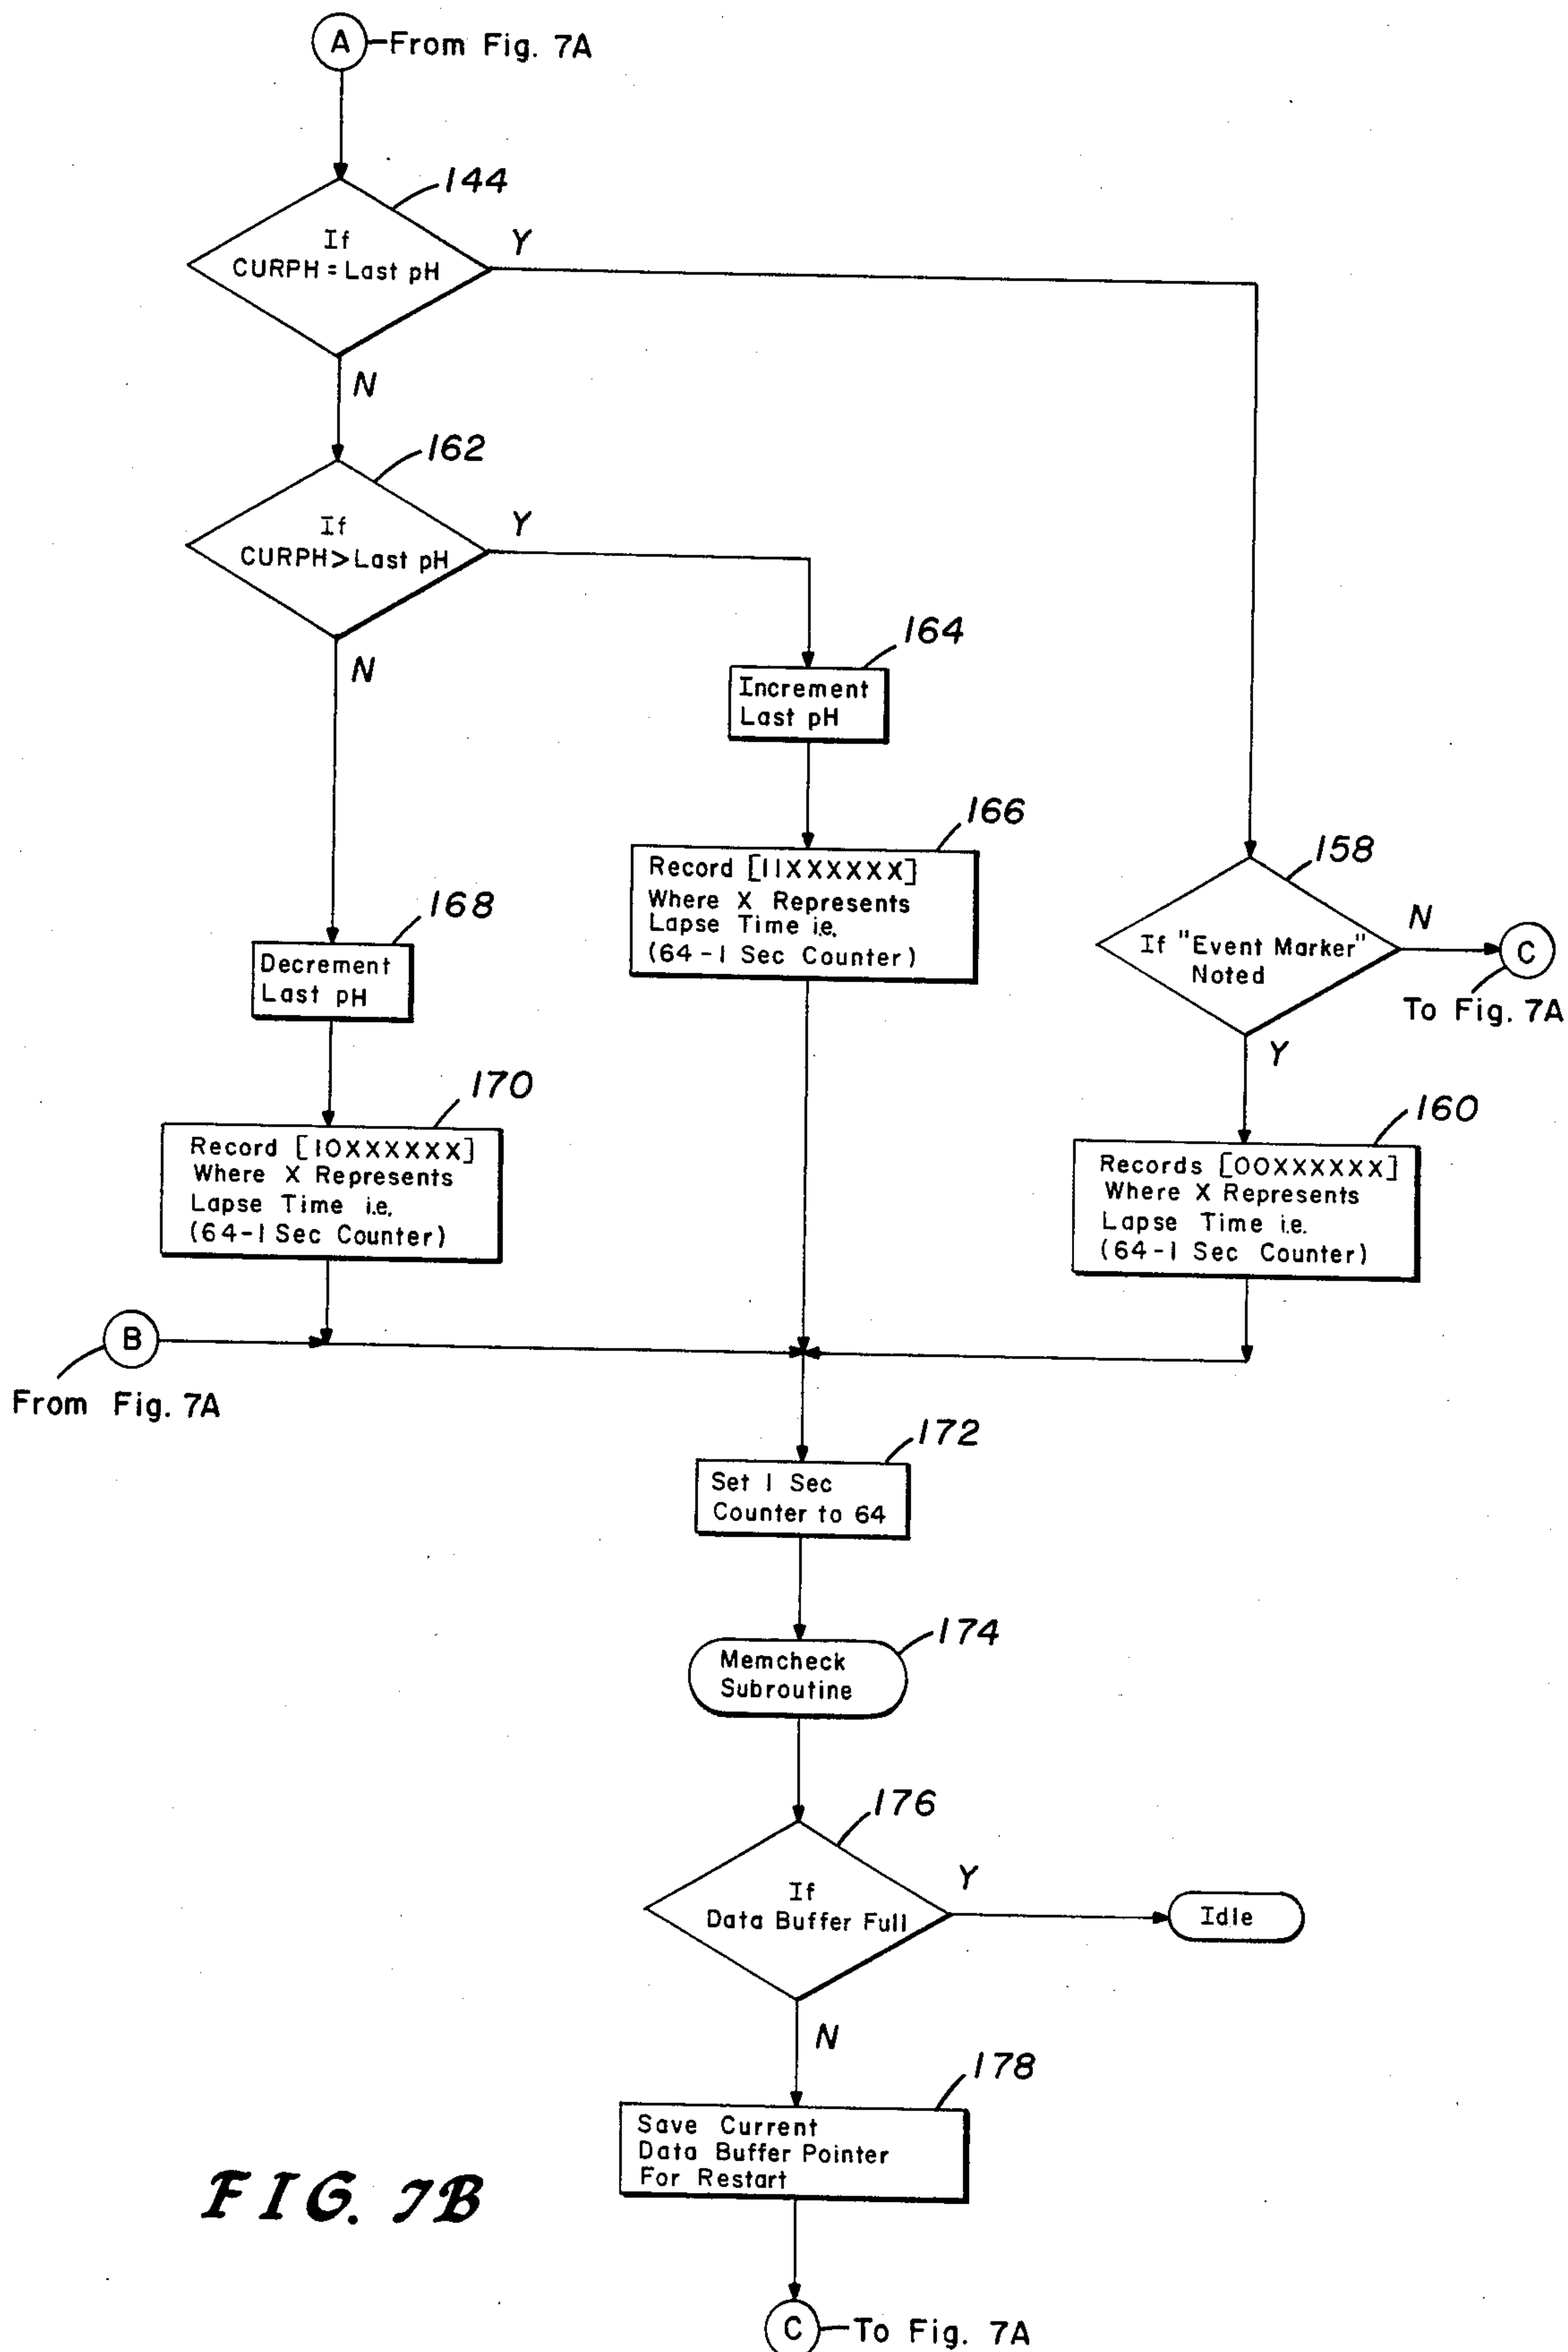 A From Fig. 7A
144
If
CURPH = Last pH
Y
N
162
If
CURPH > Last pH
Y
N
164
Increment
Last pH
166
Record [11XXXXXX]
Where X Represents
Lapse Time i.e.
(64-1 Sec Counter)
158
If "Event Marker"
Noted
N
C
To Fig. 7A
Y
168
Decrement
Last pH
170
Record [10XXXXXX]
Where X Represents
Lapse Time i.e.
(64-1 Sec Counter)
160
Records [00XXXXXX]
Where X Represents
Lapse Time i.e.
(64-1 Sec Counter)
B
From Fig. 7A
172
Set 1 Sec
Counter to 64
174
Memcheck
Subroutine
176
If
Data Buffer Full
Y
Idle
N
178
Save Current
Data Buffer Pointer
For Restart
FIG. 7B
C To Fig. 7A